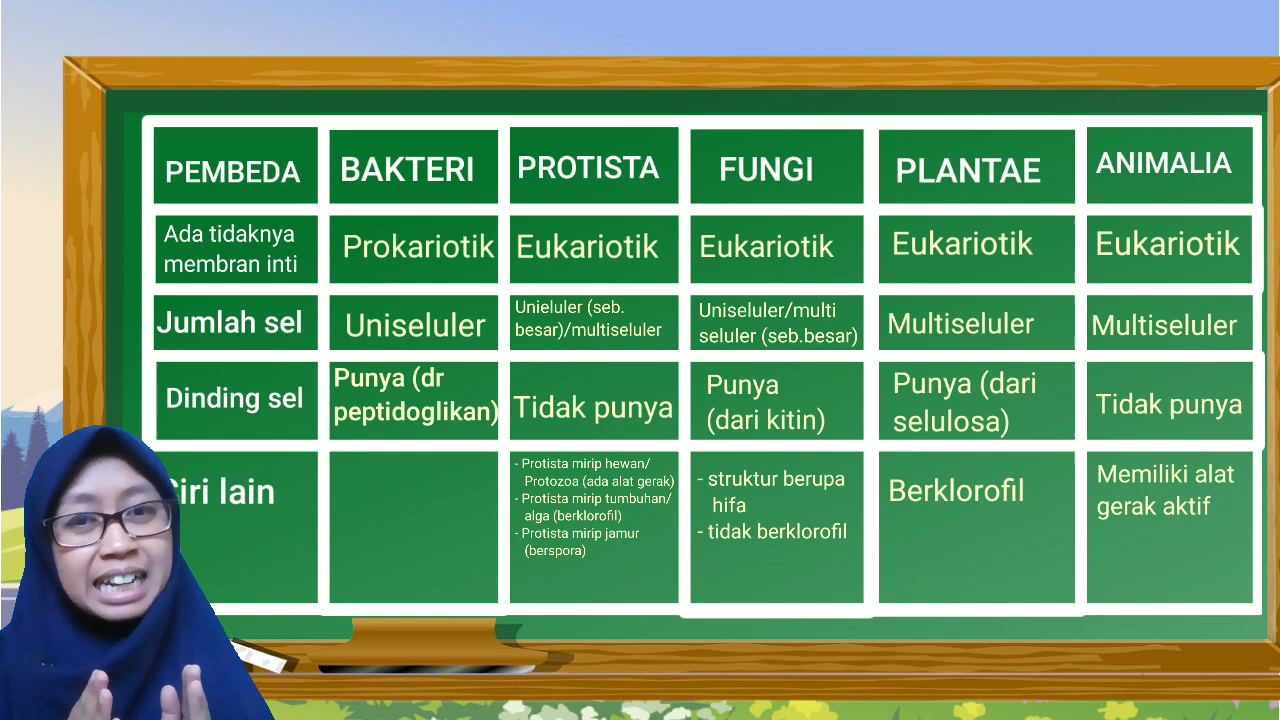 PEMBEDA
BAKTERI
PROTISTA
FUNGI
PLANTAE
ANIMALIA
Ada tidaknya
membran inti
Prokariotik
Eukariotik
Eukariotik
Eukariotik
Eukariotik
Jumlah sel
Uniseluler
Unieluler (seb.
besar)/multiseluler
Uniseluler/multi
seluler (seb.besar)
Multiseluler
Multiseluler
Dinding sel
Punya (dr
peptidoglikan)
Tidak punya
Punya
(dari kitin)
Punya (dari
selulosa)
Tidak punya
Ciri lain
- Protista mirip hewan/
Protozoa (ada alat gerak)
- Protista mirip tumbuhan/
alga (berklorofil)
- Protista mirip jamur
(berspora)
- struktur berupa
hifa
- tidak berklorofil
Berklorofil
Memiliki alat
gerak aktif